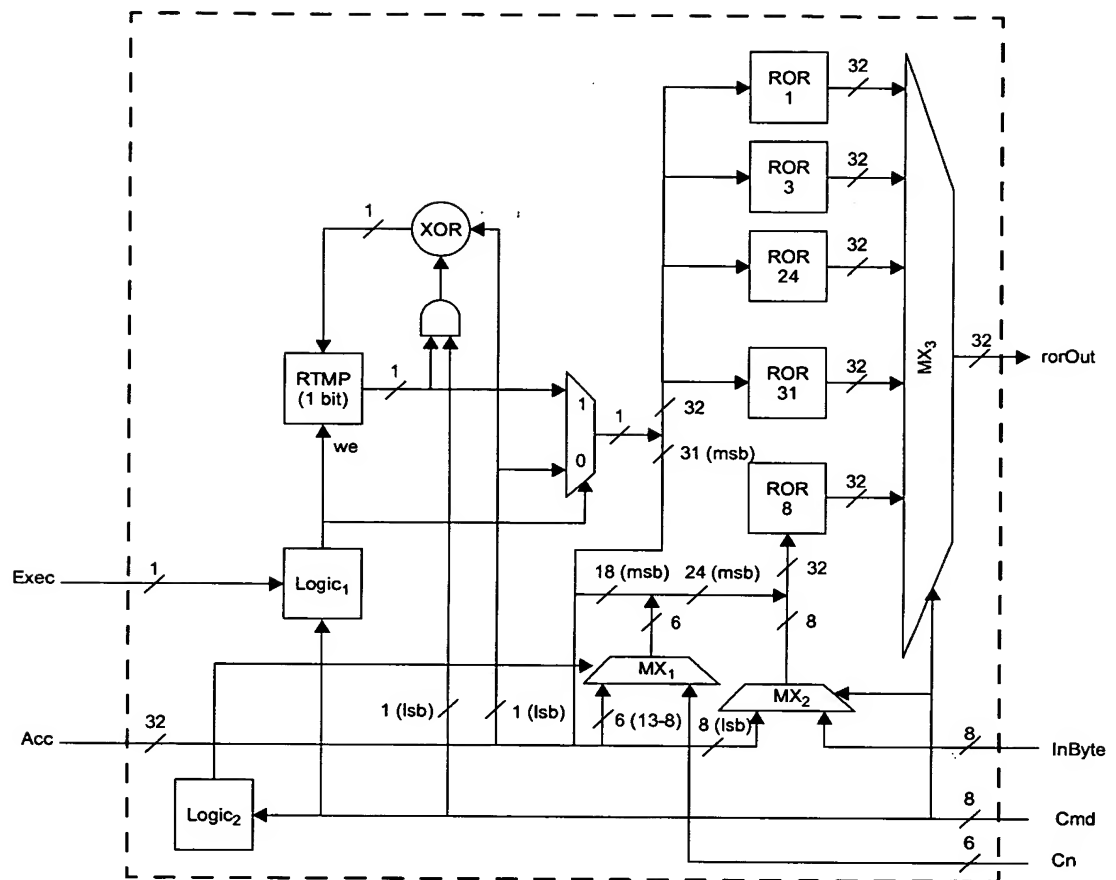 ROR
1
32
ROR
3
32
1
XOR
ROR
24
32
RTMP
(1 bit)
1
we
1
0
1
32
31 (msb)
ROR
31
32
MX3
32
rorOut
ROR
8
32
Exec
1
Logic1
18 (msb)
24 (msb)
32
6
8
MX1
MX2
Acc
32
1 (lsb)
1 (lsb)
6 (13–8)
8 (lsb)
8
InByte
Logic2
8
Cmd
6
Cn